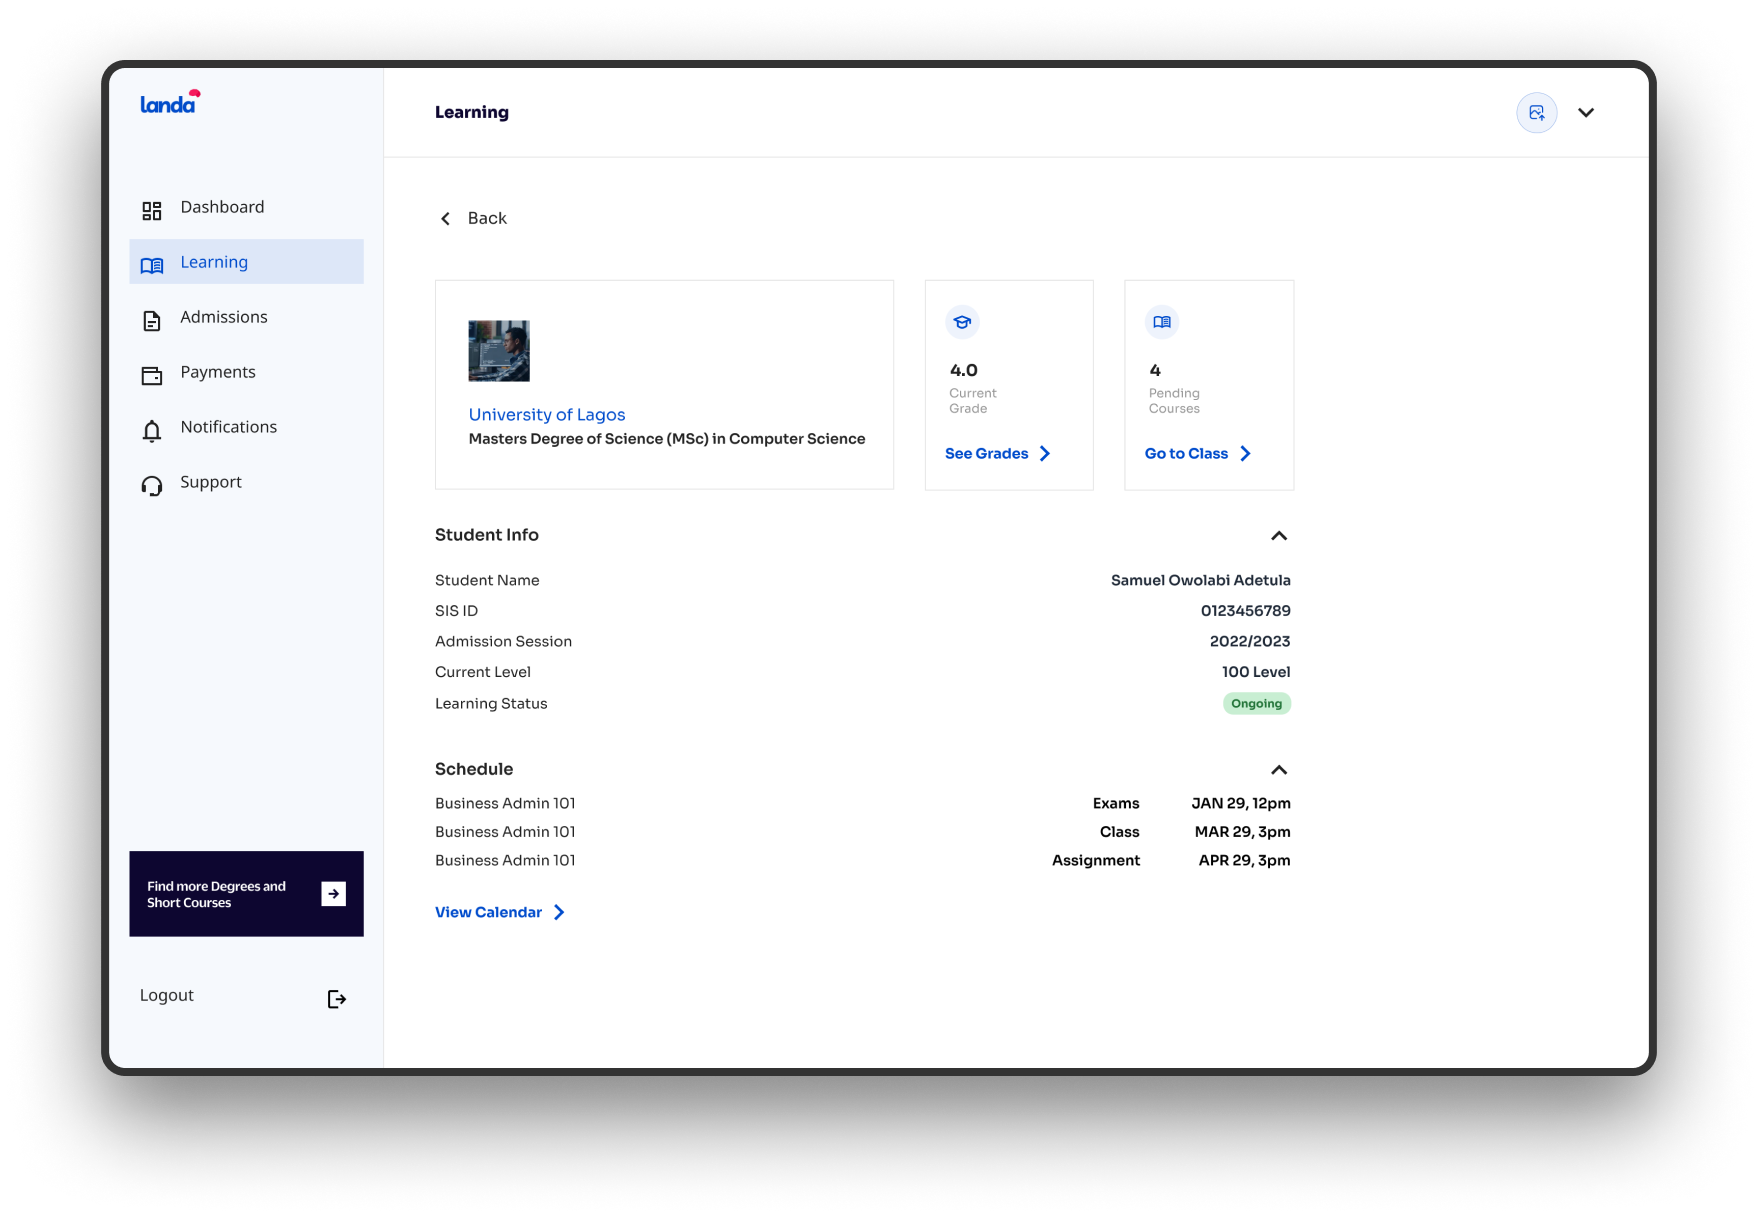 landa
Learning
Dashboard
Learning
Admissions
Payments
Notifications
Support
Find more Degrees and
Short Courses
Logout
Back
University of Lagos
Masters Degree of Science (MSc) in Computer Science
4.0
Current
Grade
See Grades
4
Pending
Courses
Go to Class
Student Info
Student Name Samuel Owolabi Adetula
SIS ID 0123456789
Admission Session 2022/2023
Current Level 100 Level
Learning Status Ongoing
Schedule
Business Admin 101 Exams JAN 29, 12pm
Business Admin 101 Class MAR 29, 3pm
Business Admin 101 Assignment APR 29, 3pm
View Calendar